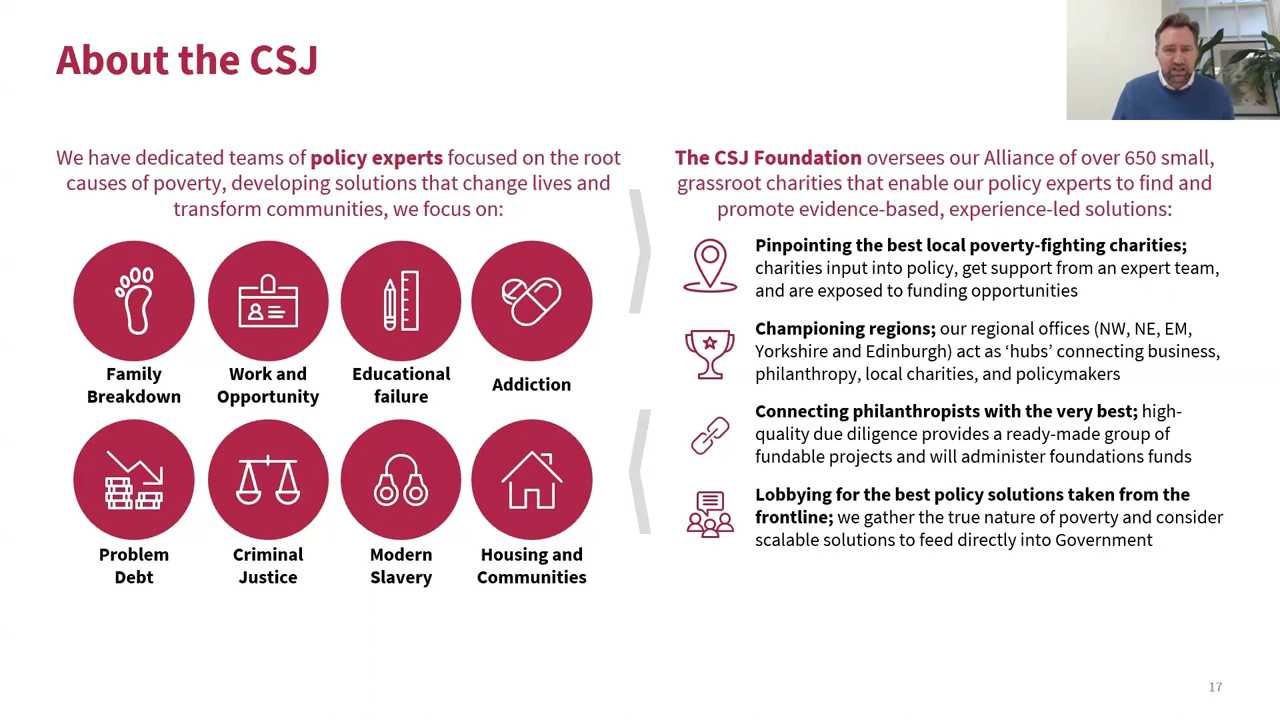 About the CSJ
We have dedicated teams of policy experts focused on the root
causes of poverty, developing solutions that change lives and
transform communities, we focus on:
Family
Breakdown
Work and
Opportunity
Educational
failure
Addiction
Problem
Debt
Criminal
Justice
Modern
Slavery
Housing and
Communities
The CSJ Foundation oversees our Alliance of over 650 small,
grassroot charities that enable our policy experts to find and
promote evidence-based, experience-led solutions:
Pinpointing the best local poverty-fighting charities;
charities input into policy, get support from an expert team,
and are exposed to funding opportunities
Championing regions; our regional offices (NW, NE, EM,
Yorkshire and Edinburgh) act as ‘hubs’ connecting business,
philanthropy, local charities, and policymakers
Connecting philanthropists with the very best; high-
quality due diligence provides a ready-made group of
fundable projects and will administer foundations funds
Lobbying for the best policy solutions taken from the
frontline; we gather the true nature of poverty and consider
scalable solutions to feed directly into Government
17